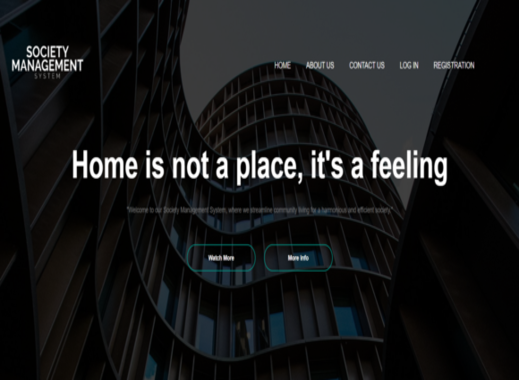 SOCIETY
MANAGEMENT
SYSTEM
HOME ABOUT US CONTACT US LOG IN REGISTRATION
Home is not a place, it's a feeling
"Welcome to our Society Management System, where we streamline community living for a harmonious and efficient society."
Watch More More Info